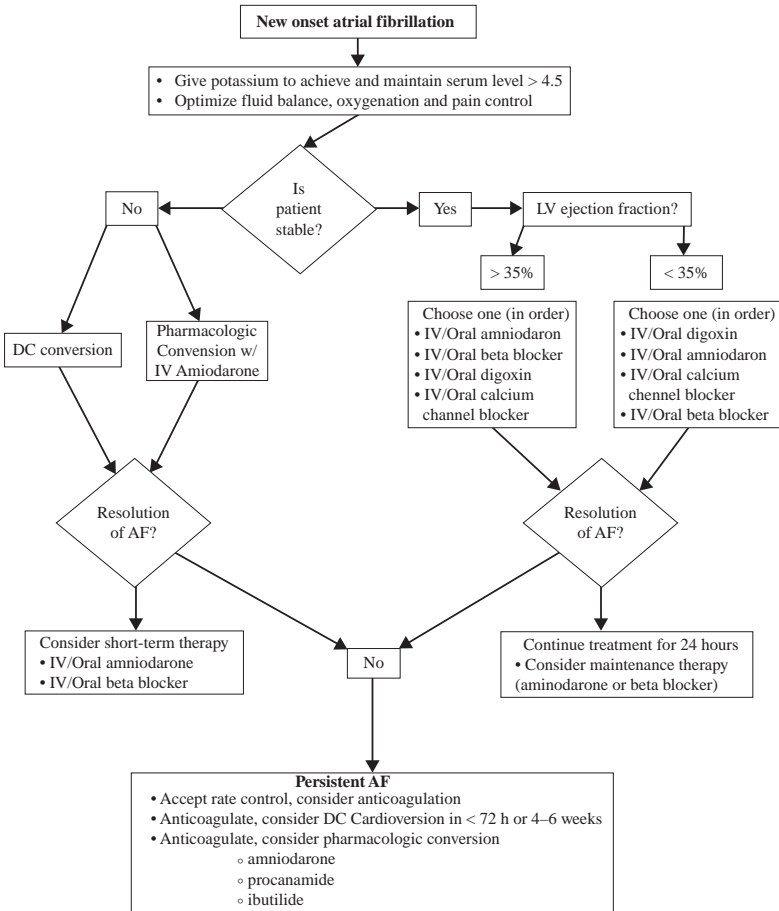 New onset atrial fibrillation
• Give potassium to achieve and maintain serum level > 4.5
• Optimize fluid balance, oxygenation and pain control
Is
patient
stable?
No
Yes
LV ejection fraction?
> 35%
< 35%
DC conversion
Pharmacologic
Convension w/
IV Amiodarone
Choose one (in order)
• IV/Oral amniodaron
• IV/Oral beta blocker
• IV/Oral digoxin
• IV/Oral calcium
channel blocker
Choose one (in order)
• IV/Oral digoxin
• IV/Oral amniodaron
• IV/Oral calcium
chennel blocker
• IV/Oral beta blocker
Resolution
of AF?
Resolution
of AF?
Consider short-term therapy
• IV/Oral amniodarone
• IV/Oral beta blocker
No
Continue treatment for 24 hours
• Consider maintenance therapy
(aminodarone or beta blocker)
Persistent AF
• Accept rate control, consider anticoagulation
• Anticoagulate, consider DC Cardioversion in < 72 h or 4–6 weeks
• Anticoagulate, consider pharmacologic conversion
◦ amniodarone
◦ procanamide
◦ ibutilide